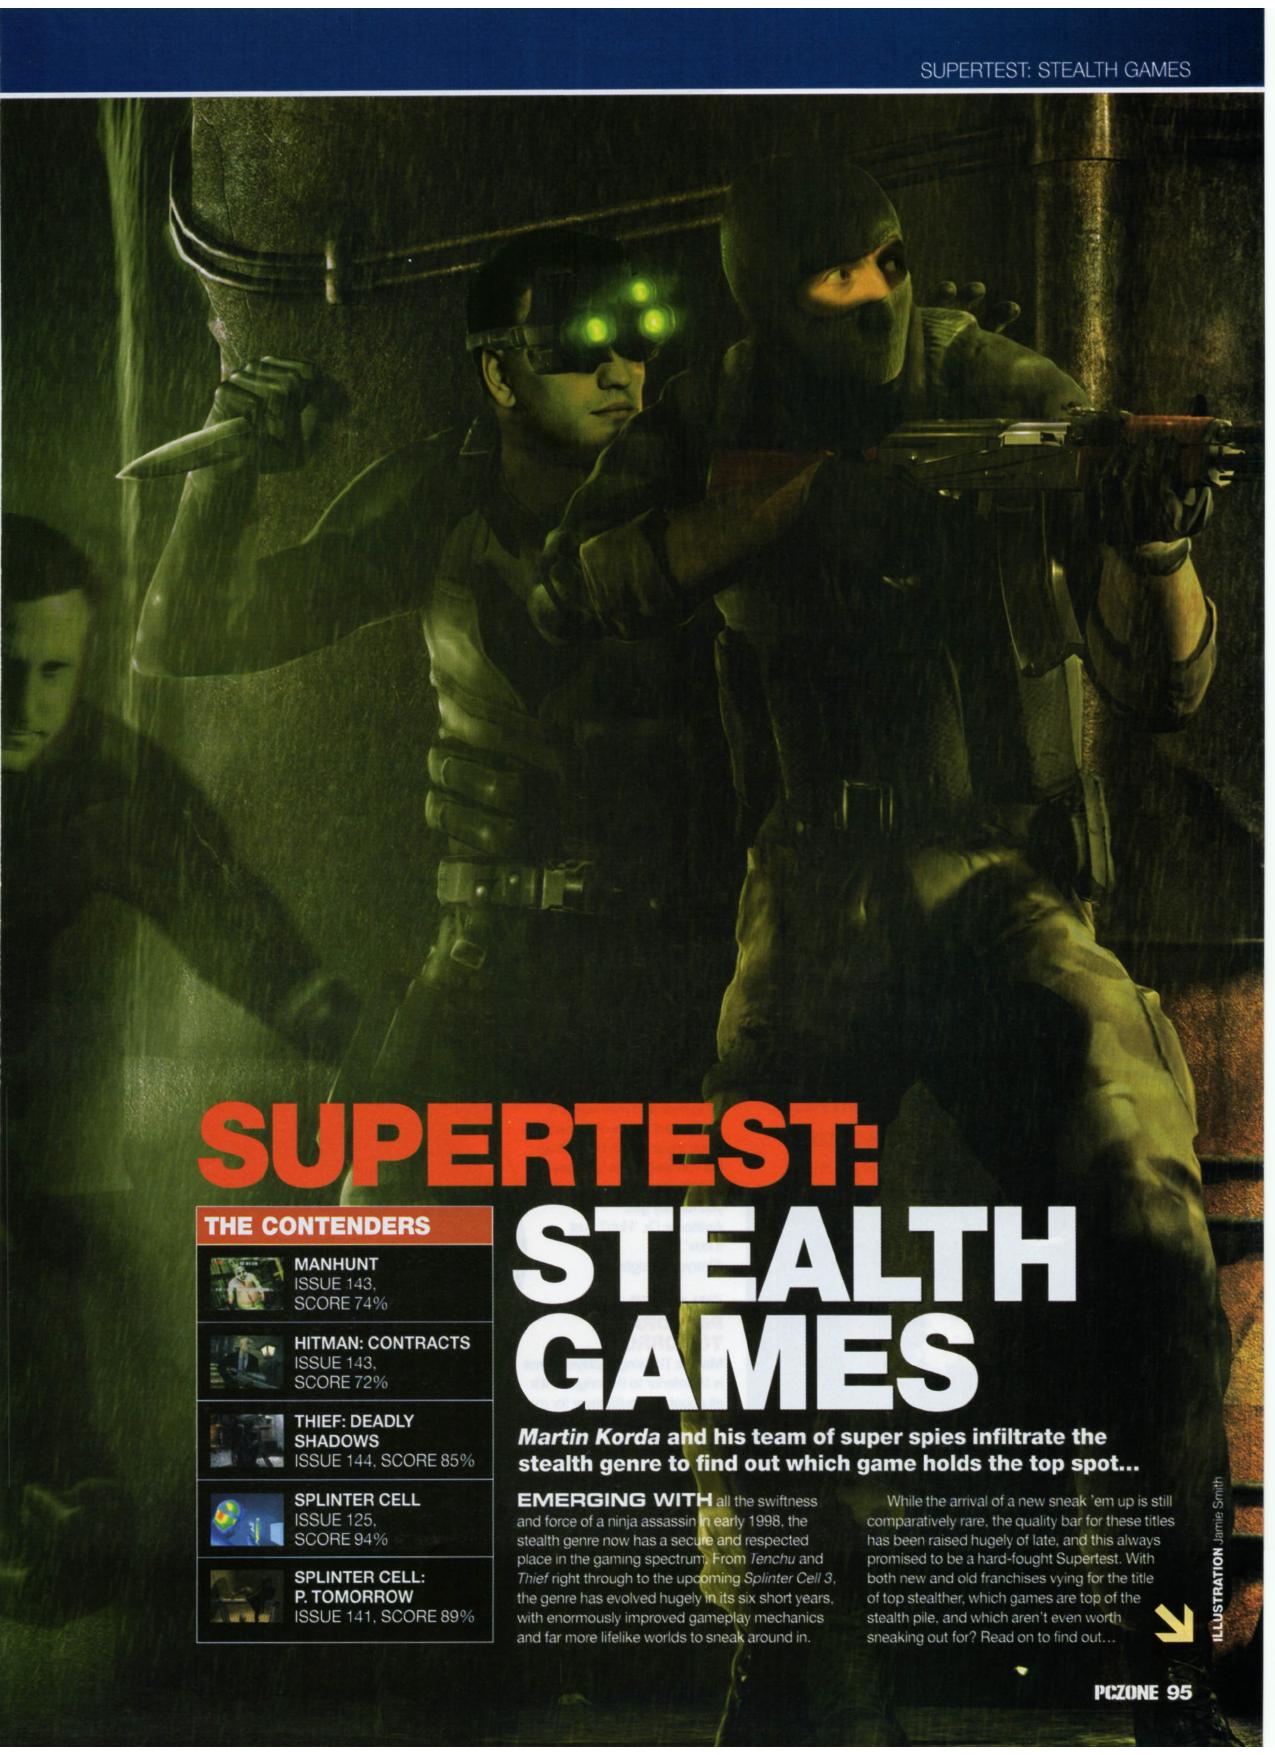 SUPERTEST: STEALTH GAMES
SUPERTEST:
STEALTH
GAMES
THE CONTENDERS
MANHUNT
ISSUE 143,
SCORE 74%
HITMAN: CONTRACTS
ISSUE 143,
SCORE 72%
THIEF: DEADLY
SHADOWS
ISSUE 144, SCORE 85%
SPLINTER CELL
ISSUE 125,
SCORE 94%
SPLINTER CELL:
P. TOMORROW
ISSUE 141, SCORE 89%
Martin Korda and his team of super spies infiltrate the
stealth genre to find out which game holds the top spot...
EMERGING WITH all the swiftness
and force of a ninja assassin in early 1998, the
stealth genre now has a secure and respected
place in the gaming spectrum. From Tenchu and
Thief right through to the upcoming Splinter Cell 3,
the genre has evolved hugely in its six short years,
with enormously improved gameplay mechanics
and far more lifelike worlds to sneak around in.
While the arrival of a new sneak 'em up is still
comparatively rare, the quality bar for these titles
has been raised hugely of late, and this always
promised to be a hard-fought Supertest. With
both new and old franchises vying for the title
of top stealther, which games are top of the
stealth pile, and which aren't even worth
sneaking out for? Read on to find out...
ILLUSTRATION Jamie Smith
PCZONE 95